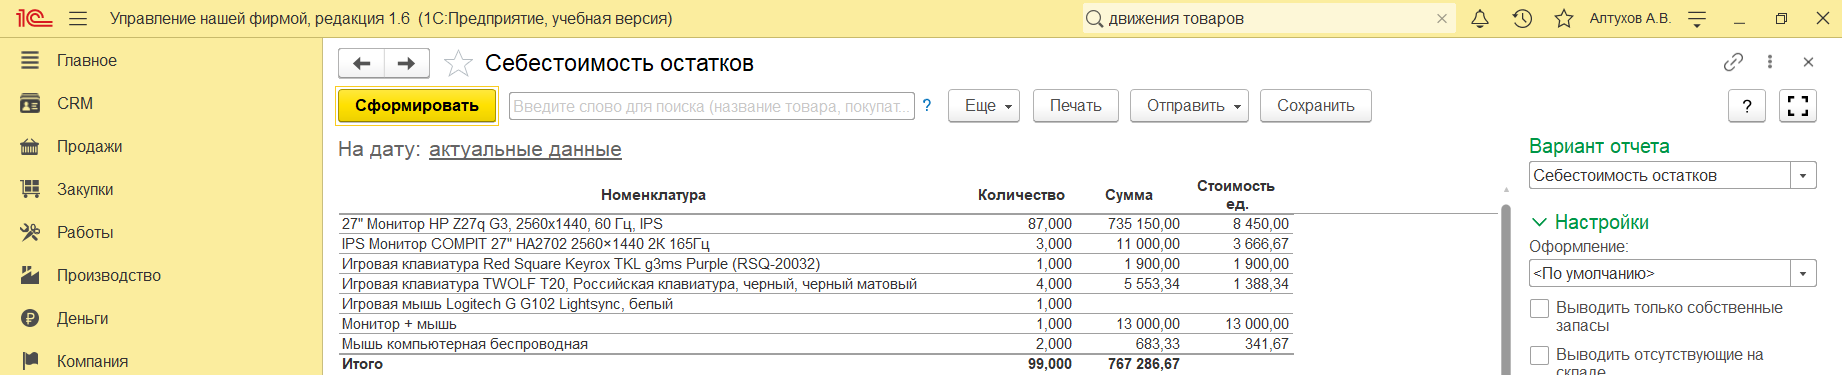 1С Управление нашей фирмой, редакция 1.6 (1С:Предприятие, учебная версия) движения товаров Алтухов А.В.
Главное
CRM
Продажи
Закупки
Работы
Производство
Деньги
Компания
Себестоимость остатков
Сформировать Введите слово для поиска (название товара, покупат... ? Еще Печать Отправить Сохранить ?
На дату: актуальные данные
Номенклатура Количество Сумма Стоимость
ед.
27" Монитор HP Z27q G3, 2560x1440, 60 Гц, IPS 87,000 735 150,00 8 450,00
IPS Монитор COMPIT 27" HA2702 2560×1440 2К 165Гц 3,000 11 000,00 3 666,67
Игровая клавиатура Red Square Keyrox TKL g3ms Purple (RSQ-20032) 1,000 1 900,00 1 900,00
Игровая клавиатура TWOLF T20, Российская клавиатура, черный, черный матовый 4,000 5 553,34 1 388,34
Игровая мышь Logitech G G102 Lightsync, белый 1,000
Монитор + мышь 1,000 13 000,00 13 000,00
Мышь компьютерная беспроводная 2,000 683,33 341,67
Итого 99,000 767 286,67
Вариант отчета
Себестоимость остатков
Настройки
Оформление:
<По умолчанию>
Выводить только собственные
запасы
Выводить отсутствующие на
складе